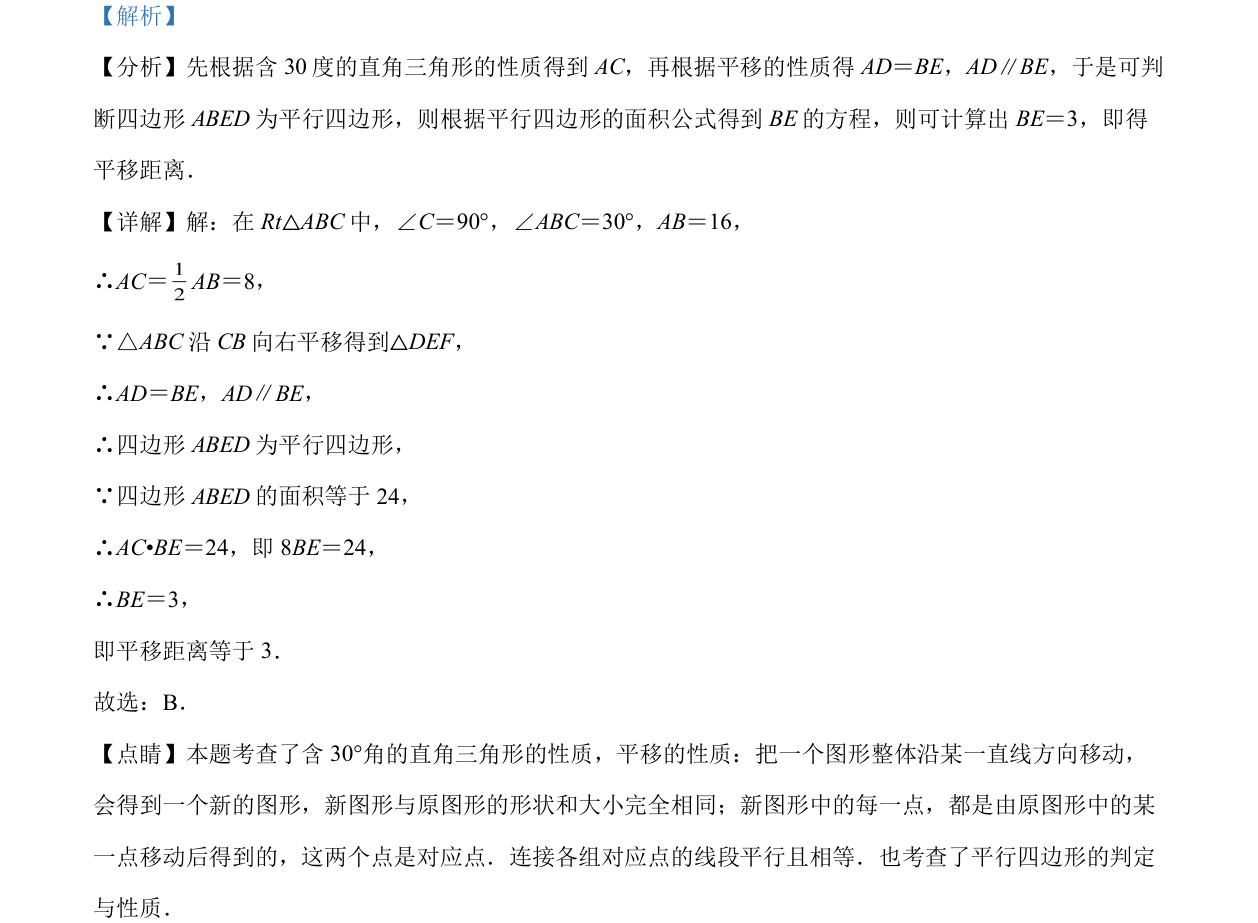 【解析】
【分析】先根据含 30 度的直角三角形的性质得到 AC，再根据平移的性质得 AD＝BE，AD∥BE，于是可判
断四边形 ABED 为平行四边形，则根据平行四边形的面积公式得到 BE 的方程，则可计算出 BE＝3，即得
平移距离．
【详解】解：在 Rt△ABC 中，∠C＝90°，∠ABC＝30°，AB＝16，
∴AC＝\frac{1}{2} AB＝8，
∵△ABC 沿 CB 向右平移得到△DEF，
∴AD＝BE，AD∥BE，
∴四边形 ABED 为平行四边形，
∵四边形 ABED 的面积等于 24，
∴AC•BE＝24，即 8BE＝24，
∴BE＝3，
即平移距离等于 3．
故选：B．
【点睛】本题考查了含 30°角的直角三角形的性质，平移的性质：把一个图形整体沿某一直线方向移动，
会得到一个新的图形，新图形与原图形的形状和大小完全相同；新图形中的每一点，都是由原图形中的某
一点移动后得到的，这两个点是对应点．连接各组对应点的线段平行且相等．也考查了平行四边形的判定
与性质．